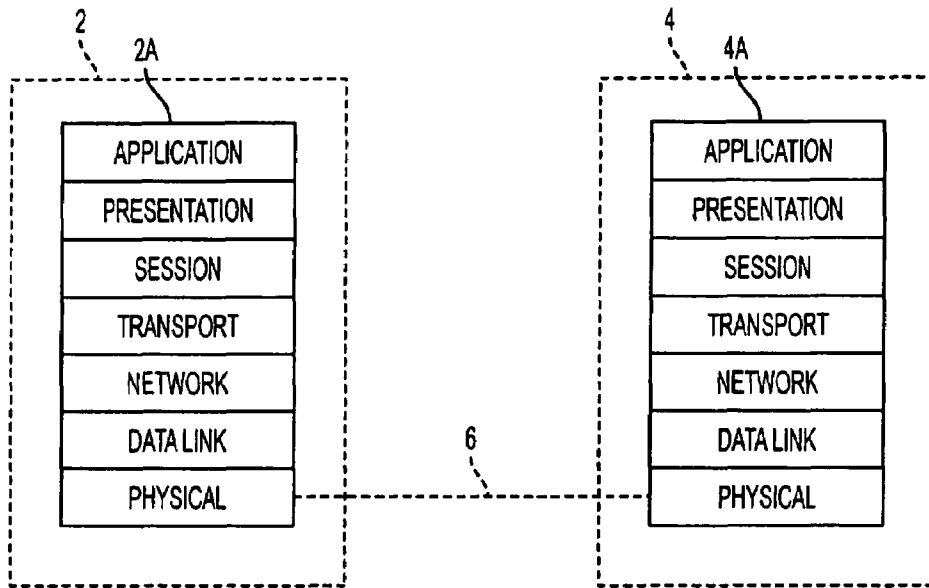 2
2A
APPLICATION
PRESENTATION
SESSION
TRANSPORT
NETWORK
DATA LINK
PHYSICAL
6
4
4A
APPLICATION
PRESENTATION
SESSION
TRANSPORT
NETWORK
DATA LINK
PHYSICAL